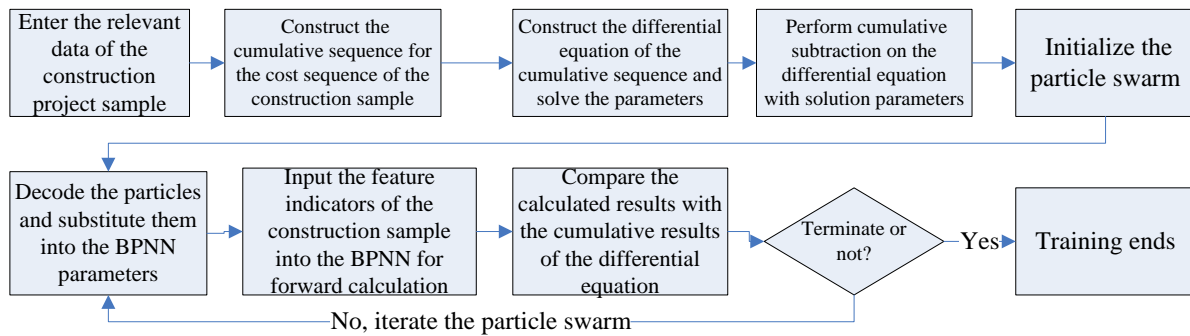 Enter the relevant
data of the
construction
project sample
Construct the
cumulative sequence for
the cost sequence of the
construction sample
Construct the differential
equation of the
cumulative sequence and
solve the parameters
Perform cumulative
subtraction on the
differential equation
with solution parameters
Initialize the
particle swarm
Decode the particles
and substitute them
into the BPNN
parameters
Input the feature
indicators of the
construction sample
into the BPNN for
forward calculation
Compare the
calculated results with
the cumulative results
of the differential
equation
Terminate or
not?
Yes
Training ends
No, iterate the particle swarm